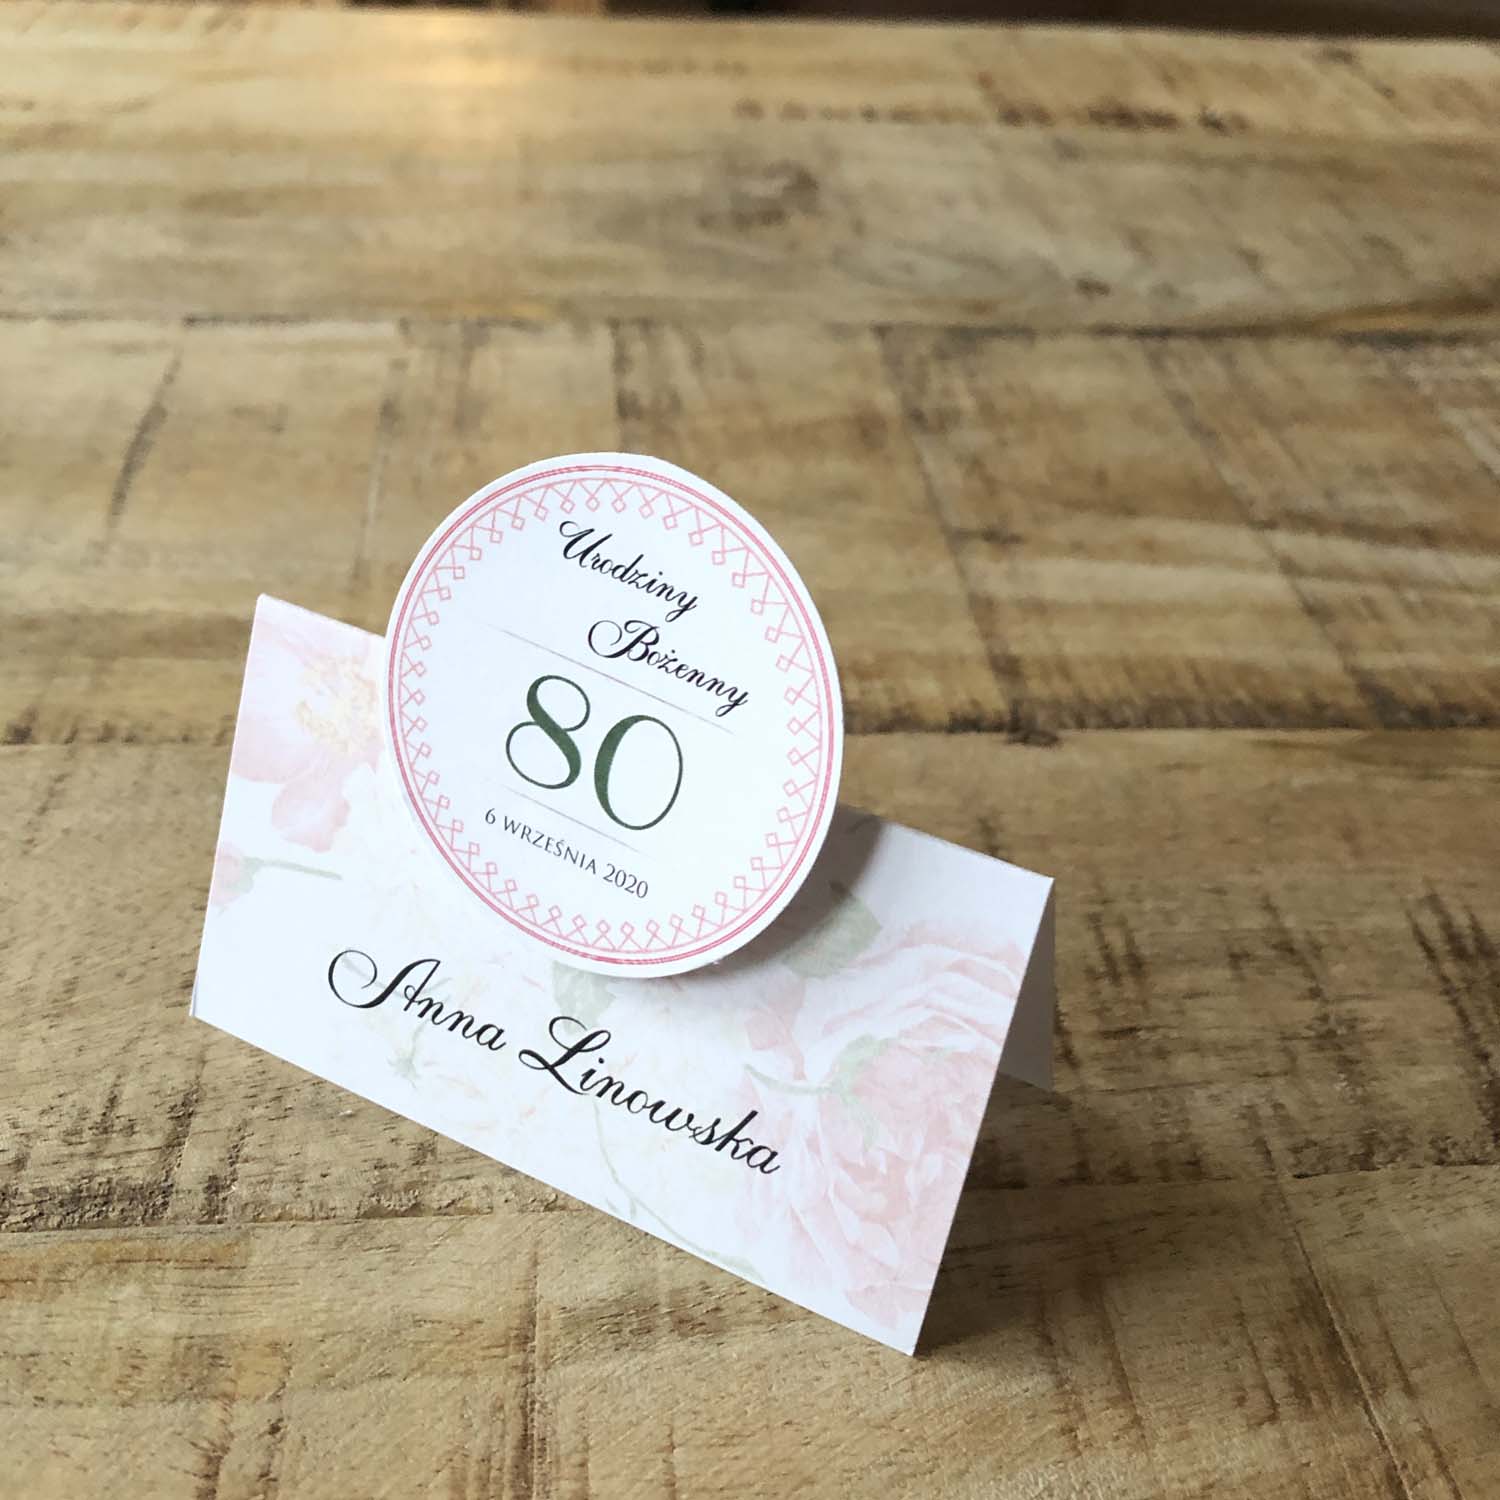 Urodziny
Bożenny
80
6 WRZEŚNIA 2020
Anna Linowska